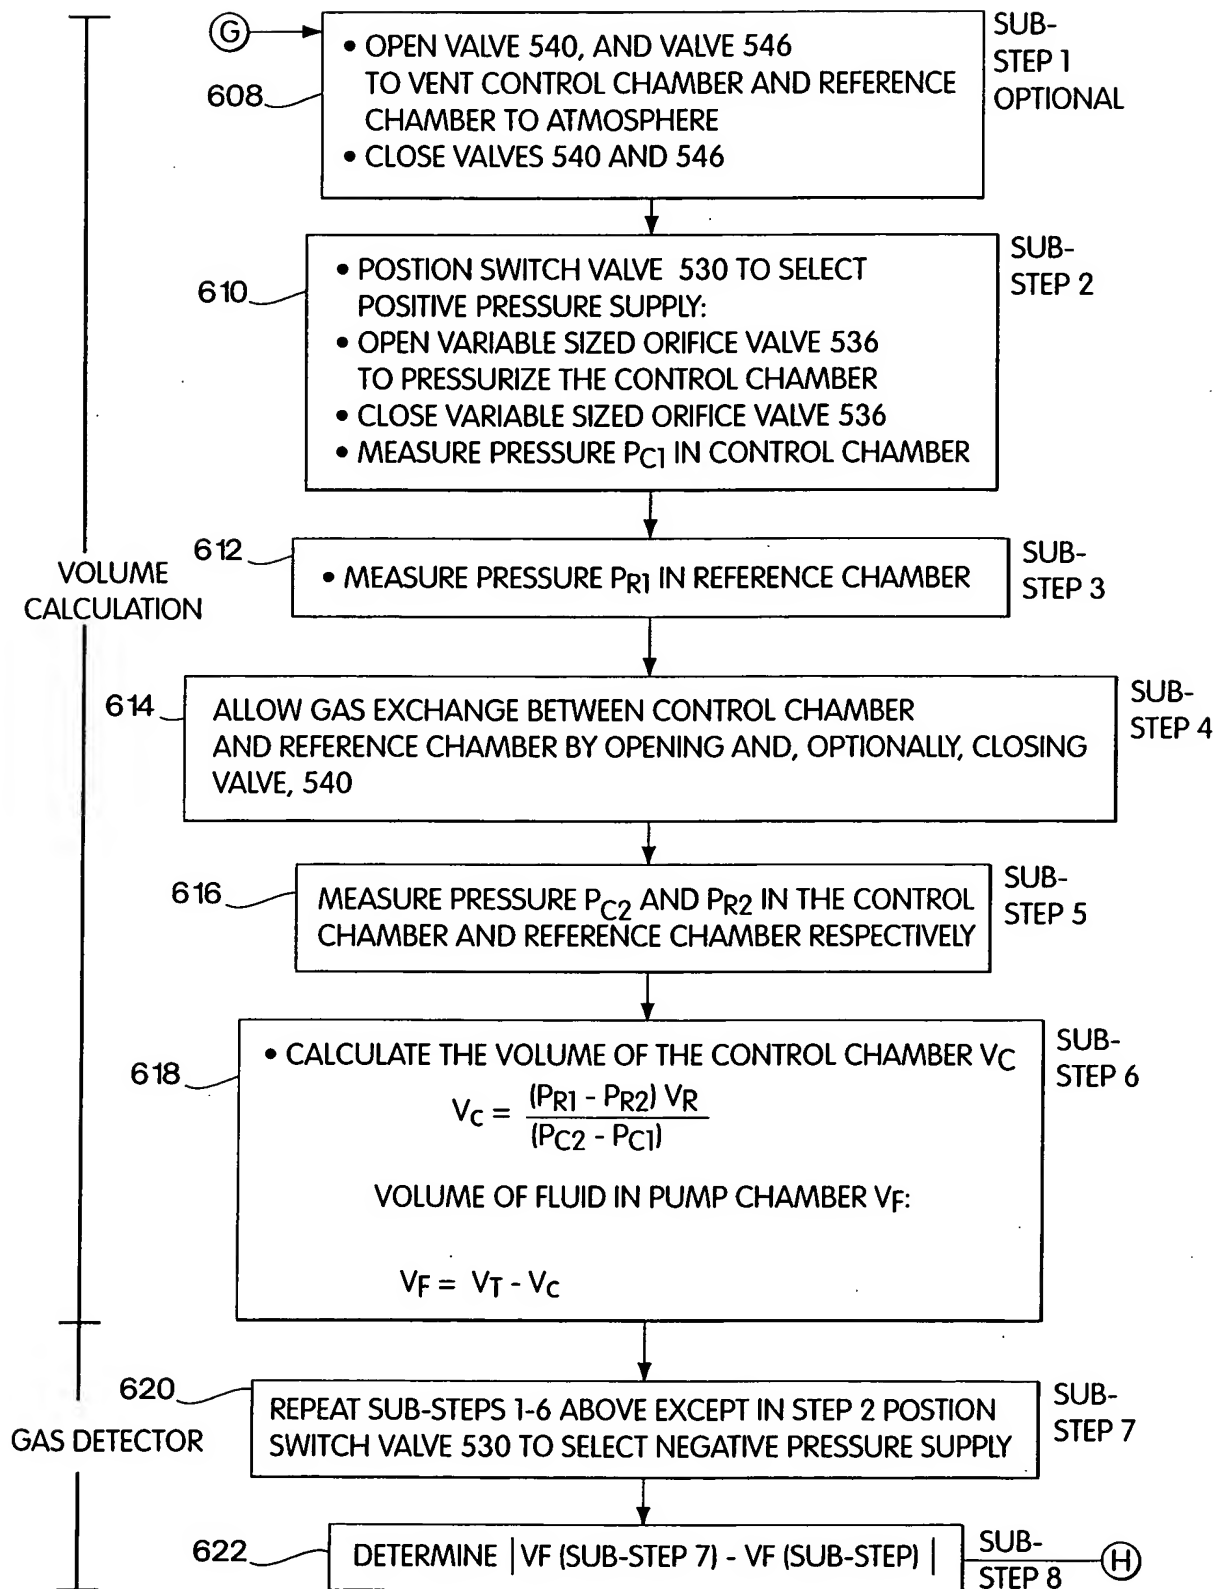 G
608
• OPEN VALVE 540, AND VALVE 546
TO VENT CONTROL CHAMBER AND REFERENCE
CHAMBER TO ATMOSPHERE
• CLOSE VALVES 540 AND 546
SUB-
STEP 1
OPTIONAL
610
• POSTION SWITCH VALVE 530 TO SELECT
POSITIVE PRESSURE SUPPLY:
• OPEN VARIABLE SIZED ORIFICE VALVE 536
TO PRESSURIZE THE CONTROL CHAMBER
• CLOSE VARIABLE SIZED ORIFICE VALVE 536
• MEASURE PRESSURE PC1 IN CONTROL CHAMBER
SUB-
STEP 2
612
• MEASURE PRESSURE PR1 IN REFERENCE CHAMBER
SUB-
STEP 3
VOLUME
CALCULATION
614
ALLOW GAS EXCHANGE BETWEEN CONTROL CHAMBER
AND REFERENCE CHAMBER BY OPENING AND, OPTIONALLY, CLOSING
VALVE, 540
SUB-
STEP 4
616
MEASURE PRESSURE PC2 AND PR2 IN THE CONTROL
CHAMBER AND REFERENCE CHAMBER RESPECTIVELY
SUB-
STEP 5
618
• CALCULATE THE VOLUME OF THE CONTROL CHAMBER VC
VC = (PR1 - PR2) VR
(PC2 - PC1)
VOLUME OF FLUID IN PUMP CHAMBER VF:
VF = VT - VC
SUB-
STEP 6
620
REPEAT SUB-STEPS 1-6 ABOVE EXCEPT IN STEP 2 POSTION
SWITCH VALVE 530 TO SELECT NEGATIVE PRESSURE SUPPLY
SUB-
STEP 7
GAS DETECTOR
622
DETERMINE |VF (SUB-STEP 7) - VF (SUB-STEP) |
SUB-
STEP 8
H